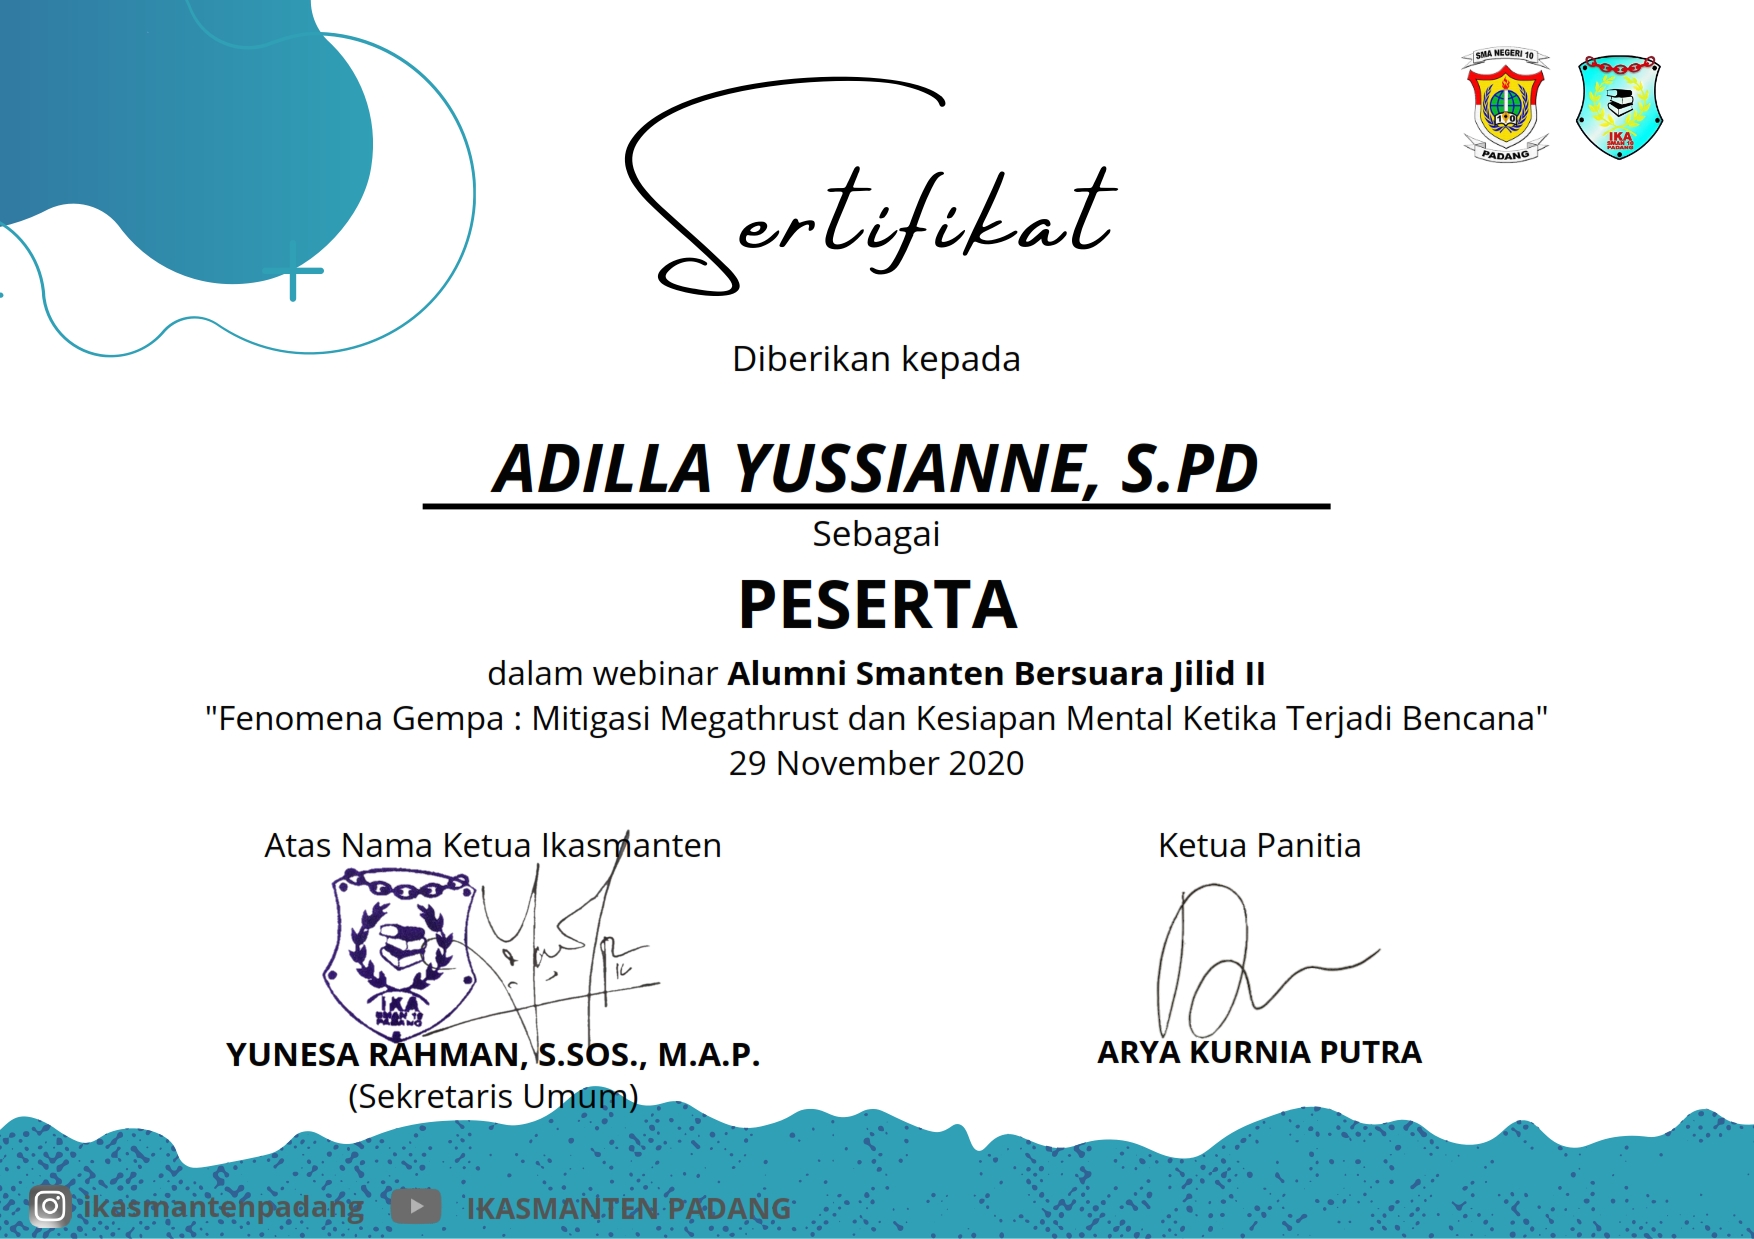 SMA NEGERI 10
10
PADANG
IKA
SMAN 10
PADANG
Sertifikat
Diberikan kepada
ADILLA YUSSIANNE, S.PD
Sebagai
PESERTA
dalam webinar Alumni Smanten Bersuara Jilid II
"Fenomena Gempa : Mitigasi Megathrust dan Kesiapan Mental Ketika Terjadi Bencana"
29 November 2020
Atas Nama Ketua Ikasmanten
IKA
SMAN 10
PADANG
YUNESA RAHMAN, S.SOS., M.A.P.
(Sekretaris Umum)
Ketua Panitia
ARYA KURNIA PUTRA
ikasmantenpadang
IKASMANTEN PADANG